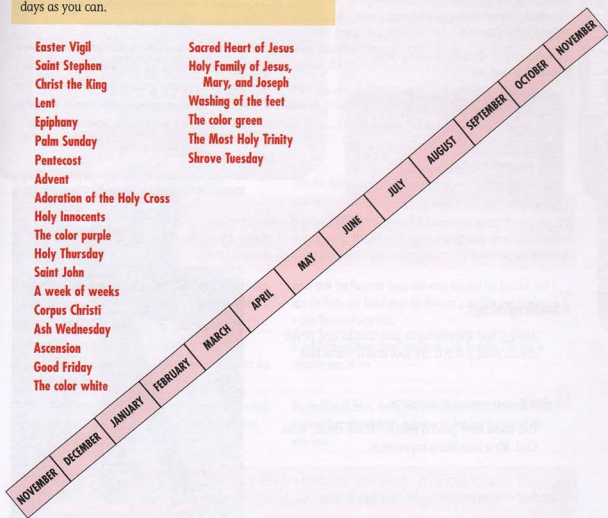 days as you can.
Easter Vigil
Saint Stephen
Christ the King
Lent
Epiphany
Palm Sunday
Pentecost
Advent
Adoration of the Holy Cross
Holy Innocents
The color purple
Holy Thursday
Saint John
A week of weeks
Corpus Christi
Ash Wednesday
Ascension
Good Friday
The color white
Sacred Heart of Jesus
Holy Family of Jesus,
Mary, and Joseph
Washing of the feet
The color green
The Most Holy Trinity
Shrove Tuesday
NOVEMBER
DECEMBER
JANUARY
FEBRUARY
MARCH
APRIL
MAY
JUNE
JULY
AUGUST
SEPTEMBER
OCTOBER
NOVEMBER